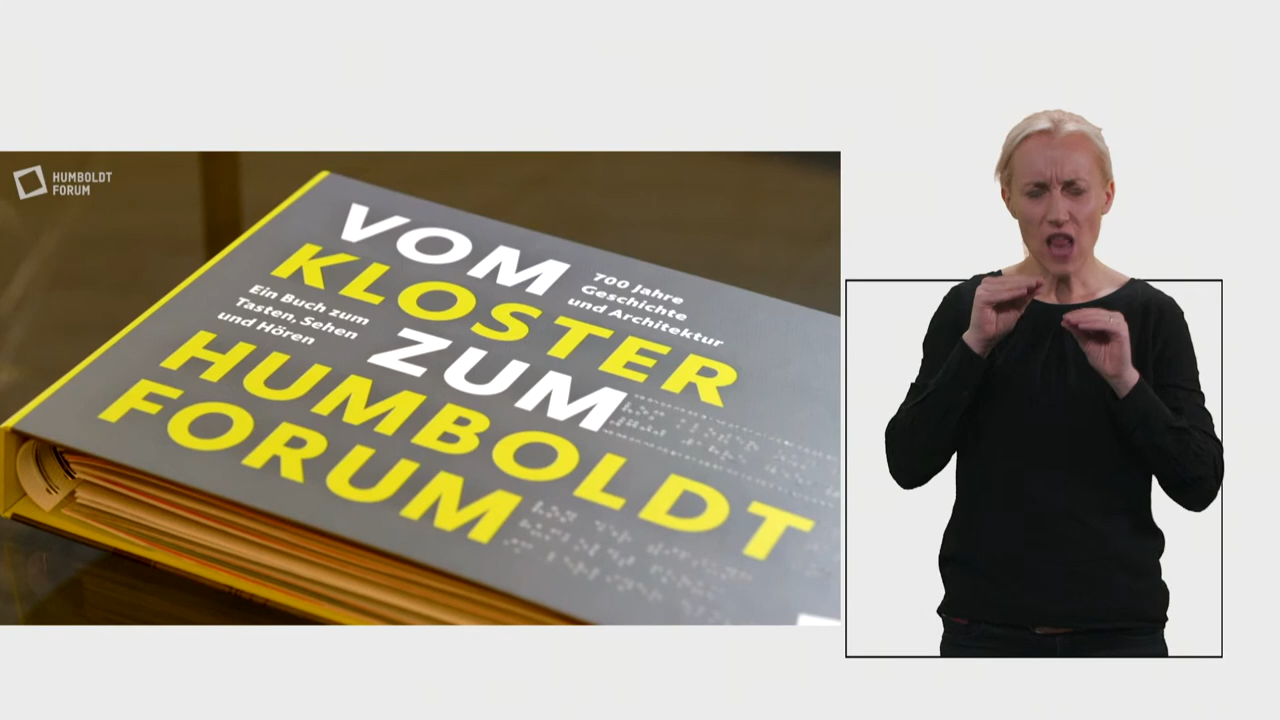 HUMBOLDT
FORUM
VOM
KLOSTER
700 Jahre
Geschichte
und Architektur
Ein Buch zum
Tasten, Sehen
und Hören
ZUM
HUMBOLDT
FORUM